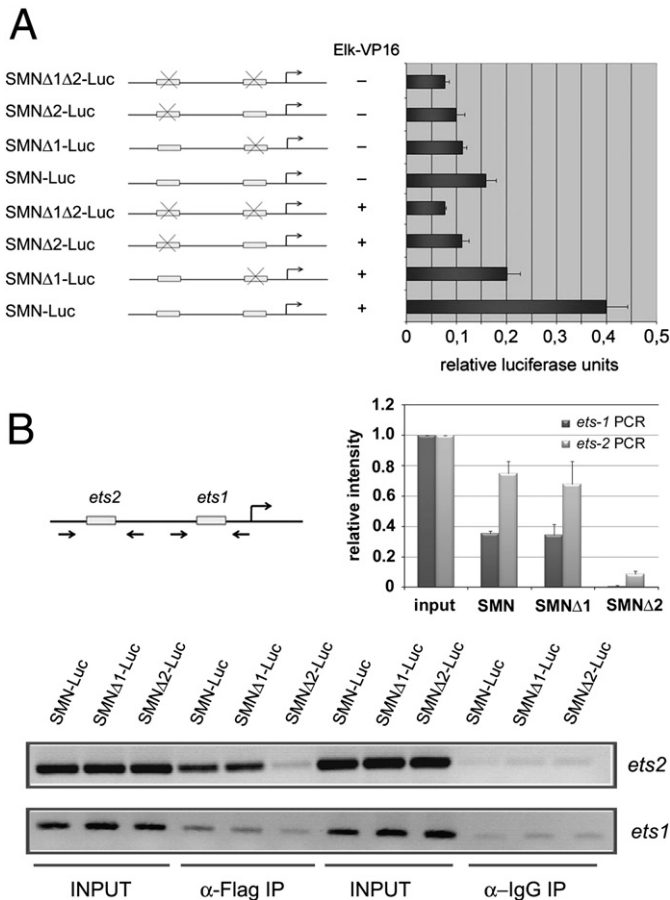 A
Elk-VP16
SMNΔ1Δ2-Luc –
SMNΔ2-Luc –
SMNΔ1-Luc –
SMN-Luc –
SMNΔ1Δ2-Luc +
SMNΔ2-Luc +
SMNΔ1-Luc +
SMN-Luc +
0 0,1 0,2 0,3 0,4 0,5
relative luciferase units
B
ets2 ets1
1.2
1.0
0.8
0.6
0.4
0.2
0
relative intensity
ets-1 PCR
ets-2 PCR
input SMN SMNΔ1 SMNΔ2
SMN-Luc SMNΔ1-Luc SMNΔ2-Luc SMN-Luc SMNΔ1-Luc SMNΔ2-Luc SMN-Luc SMNΔ1-Luc SMNΔ2-Luc SMN-Luc SMNΔ1-Luc SMNΔ2-Luc
ets2
ets1
INPUT α-Flag IP INPUT α–IgG IP